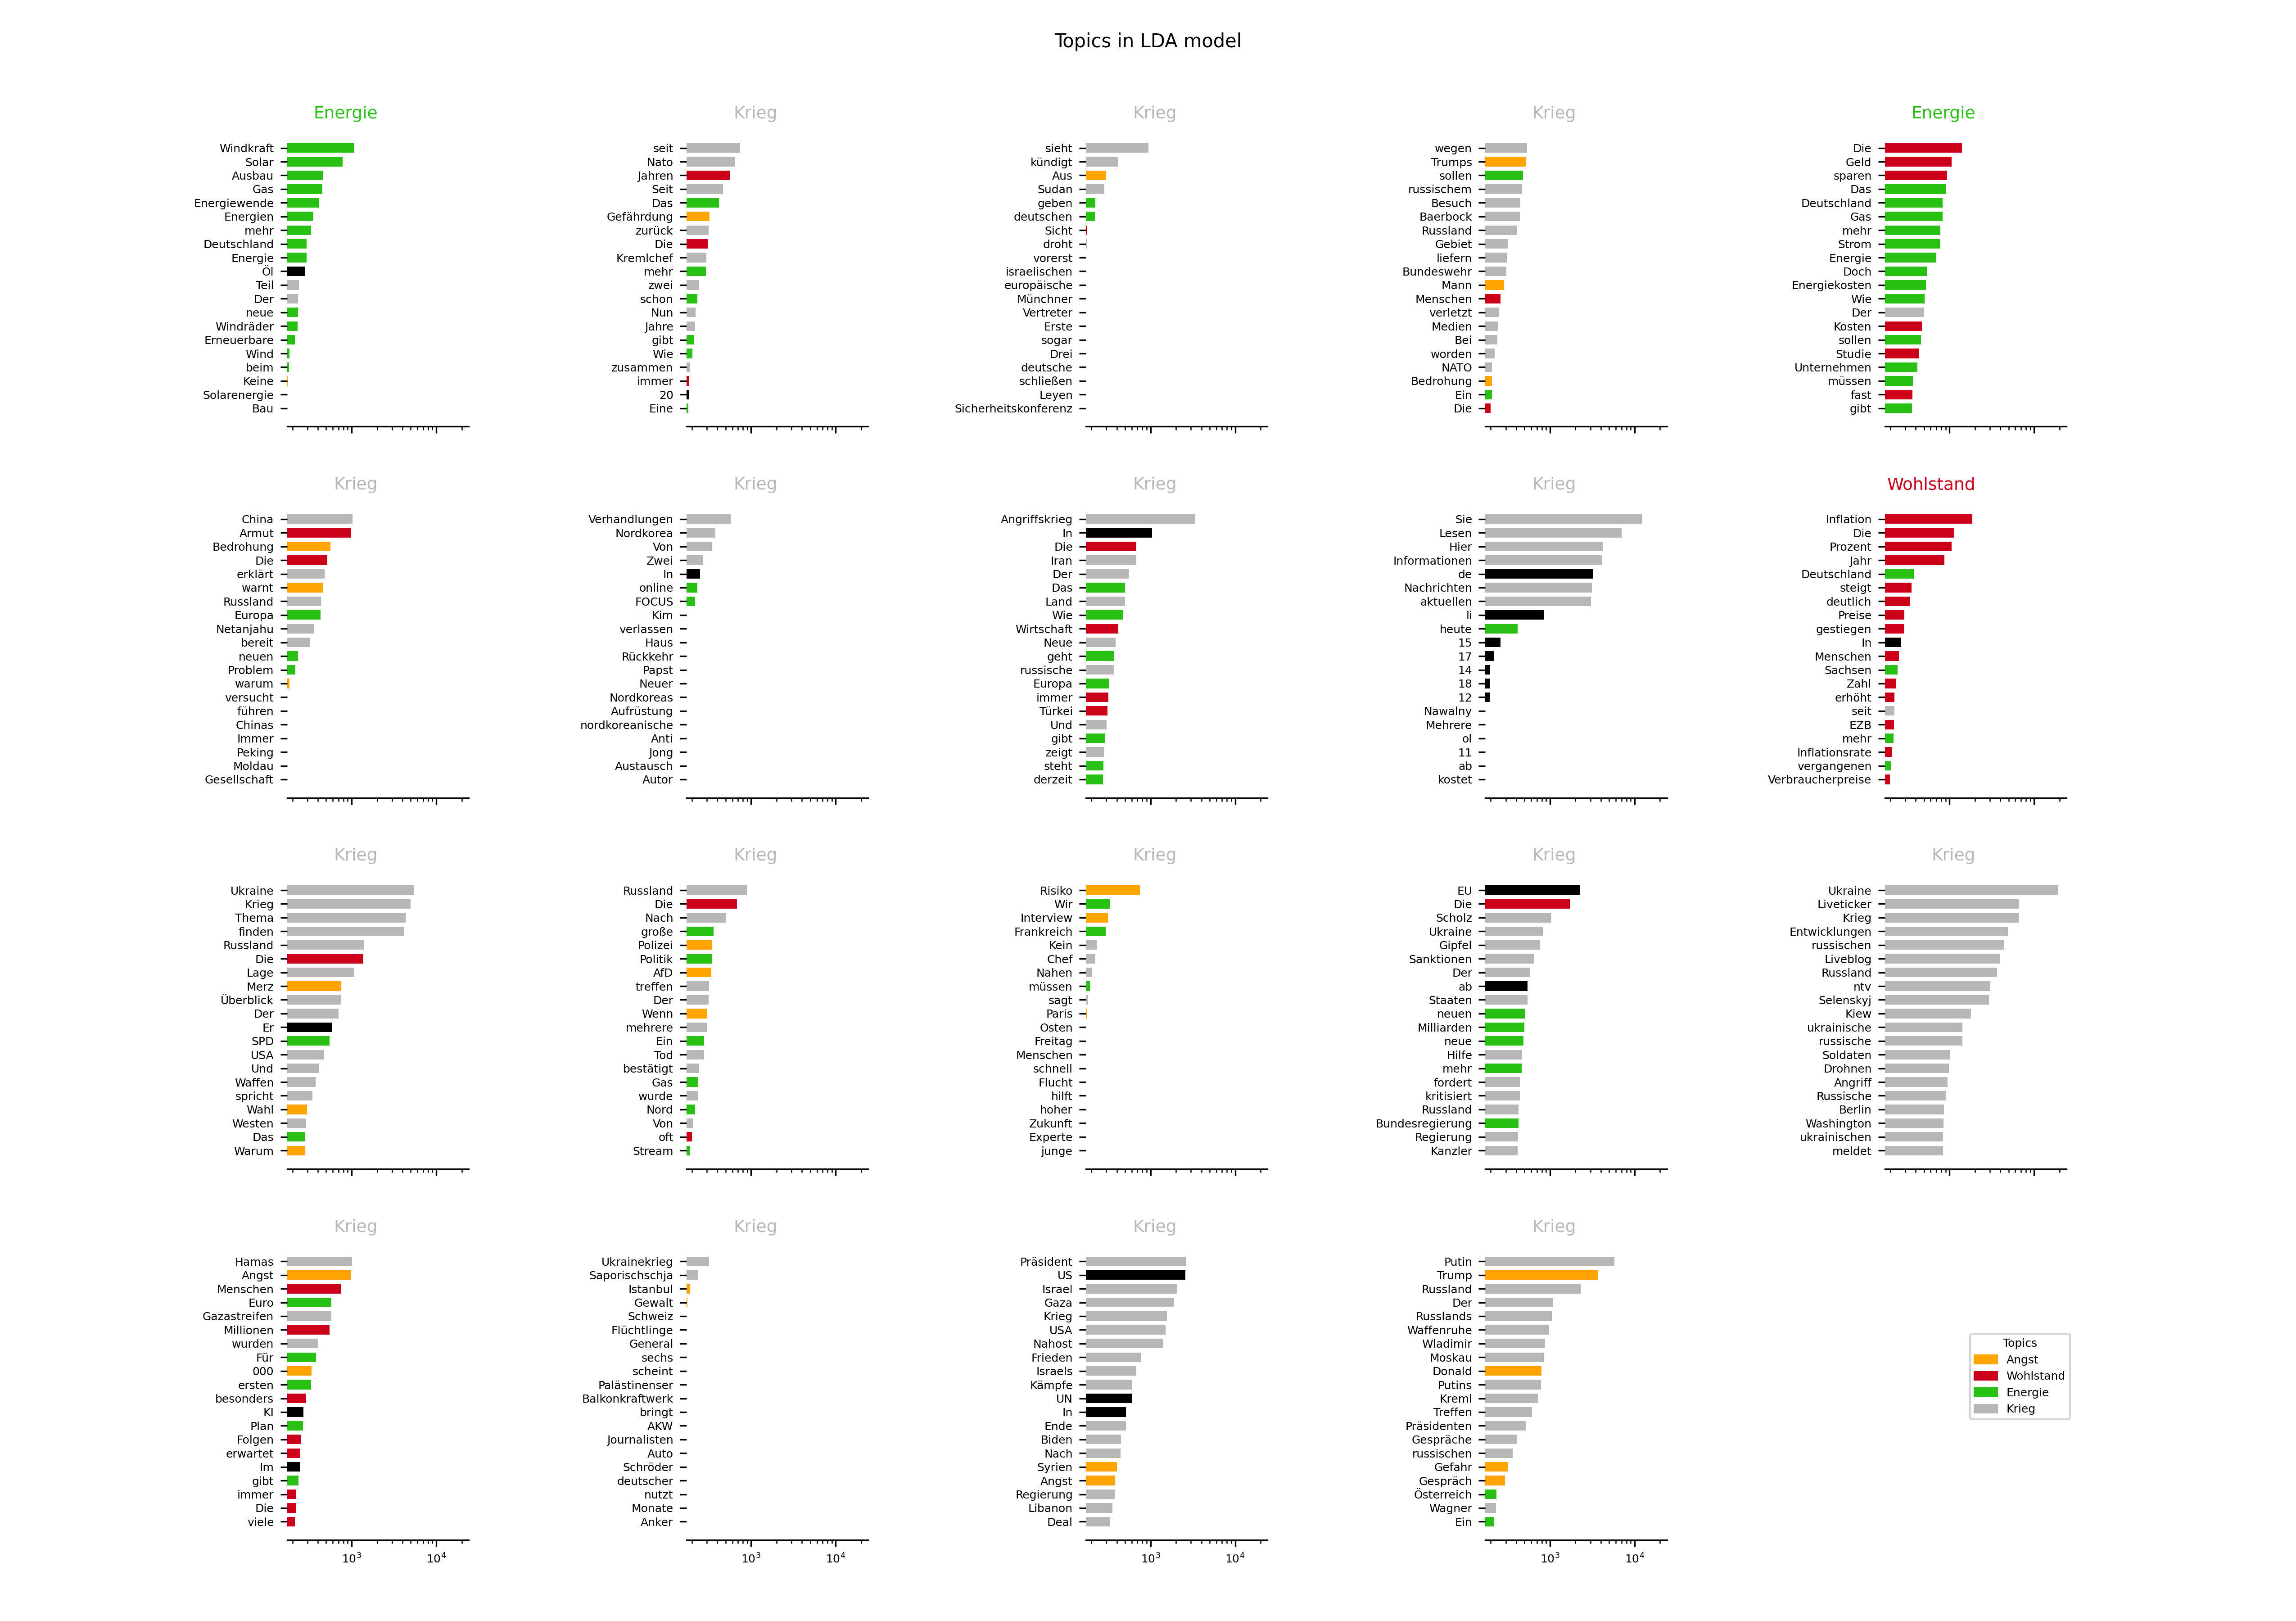 Topics in LDA model
Energie
Windkraft
Solar
Ausbau
Gas
Energiewende
Energien
mehr
Deutschland
Energie
Öl
Teil
Der
neue
Windräder
Erneuerbare
Wind
beim
Keine
Solarenergie
Bau
Krieg
seit
Nato
Jahren
Seit
Das
Gefährdung
zurück
Die
Kremlchef
mehr
zwei
schon
Nun
Jahre
gibt
Wie
zusammen
immer
20
Eine
Krieg
sieht
kündigt
Aus
Sudan
geben
deutschen
Sicht
droht
vorerst
israelischen
europäische
Münchner
Vertreter
Erste
sogar
Drei
deutsche
schließen
Leyen
Sicherheitskonferenz
Krieg
wegen
Trumps
sollen
russischem
Besuch
Baerbock
Russland
Gebiet
liefern
Bundeswehr
Mann
Menschen
verletzt
Medien
Bei
worden
NATO
Bedrohung
Ein
Die
Energie
Die
Geld
sparen
Das
Deutschland
Gas
mehr
Strom
Energie
Doch
Energiekosten
Wie
Der
Kosten
sollen
Studie
Unternehmen
müssen
fast
gibt
Krieg
China
Armut
Bedrohung
Die
erklärt
warnt
Russland
Europa
Netanjahu
bereit
neuen
Problem
warum
versucht
führen
Chinas
Immer
Peking
Moldau
Gesellschaft
Krieg
Verhandlungen
Nordkorea
Von
Zwei
In
online
FOCUS
Kim
verlassen
Haus
Rückkehr
Papst
Neuer
Nordkoreas
Aufrüstung
nordkoreanische
Anti
Jong
Austausch
Autor
Krieg
Angriffskrieg
In
Die
Iran
Der
Das
Land
Wie
Wirtschaft
Neue
geht
russische
Europa
immer
Türkei
Und
gibt
zeigt
steht
derzeit
Krieg
Sie
Lesen
Hier
Informationen
de
Nachrichten
aktuellen
li
heute
15
17
14
18
12
Nawalny
Mehrere
ol
11
ab
kostet
Wohlstand
Inflation
Die
Prozent
Jahr
Deutschland
steigt
deutlich
Preise
gestiegen
In
Menschen
Sachsen
Zahl
erhöht
seit
EZB
mehr
Inflationsrate
vergangenen
Verbraucherpreise
Krieg
Ukraine
Krieg
Thema
finden
Russland
Die
Lage
Merz
Überblick
Der
Er
SPD
USA
Und
Waffen
spricht
Wahl
Westen
Das
Warum
Krieg
Russland
Die
Nach
große
Polizei
Politik
AfD
treffen
Der
Wenn
mehrere
Ein
Tod
bestätigt
Gas
wurde
Nord
Von
oft
Stream
Krieg
Risiko
Wir
Interview
Frankreich
Kein
Chef
Nahen
müssen
sagt
Paris
Osten
Freitag
Menschen
schnell
Flucht
hilft
hoher
Zukunft
Experte
junge
Krieg
EU
Die
Scholz
Ukraine
Gipfel
Sanktionen
Der
ab
Staaten
neuen
Milliarden
neue
Hilfe
mehr
fordert
kritisiert
Russland
Bundesregierung
Regierung
Kanzler
Krieg
Ukraine
Liveticker
Krieg
Entwicklungen
russischen
Liveblog
Russland
ntv
Selenskyj
Kiew
ukrainische
russische
Soldaten
Drohnen
Angriff
Russische
Berlin
Washington
ukrainischen
meldet
Krieg
Hamas
Angst
Menschen
Euro
Gazastreifen
Millionen
wurden
Für
000
ersten
besonders
KI
Plan
Folgen
erwartet
Im
gibt
immer
Die
viele
10³ 10⁴
Krieg
Ukrainekrieg
Saporischschja
Istanbul
Gewalt
Schweiz
Flüchtlinge
General
sechs
scheint
Palästinenser
Balkonkraftwerk
bringt
AKW
Journalisten
Auto
Schröder
deutscher
nutzt
Monate
Anker
10³ 10⁴
Krieg
Präsident
US
Israel
Gaza
Krieg
USA
Nahost
Frieden
Israels
Kämpfe
UN
In
Ende
Biden
Nach
Syrien
Angst
Regierung
Libanon
Deal
10³ 10⁴
Krieg
Putin
Trump
Russland
Der
Russlands
Waffenruhe
Wladimir
Moskau
Donald
Putins
Kreml
Treffen
Präsidenten
Gespräche
russischen
Gefahr
Gespräch
Österreich
Wagner
Ein
10³ 10⁴
Topics
Angst
Wohlstand
Energie
Krieg